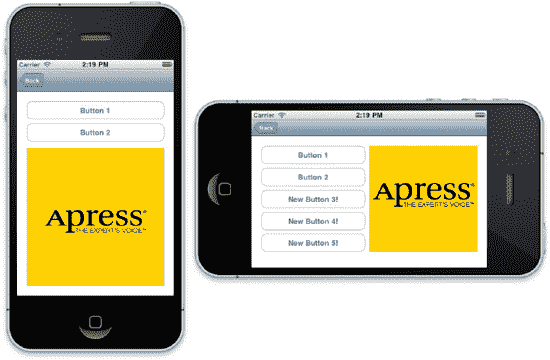 Carrier 2:19 PM
Back
Button 1
Button 2
Apress®
THE EXPERT'S VOICE™
Carrier 2:19 PM
Back
Button 1
Button 2
New Button 3!
New Button 4!
New Button 5!
Apress®
THE EXPERT'S VOICE™